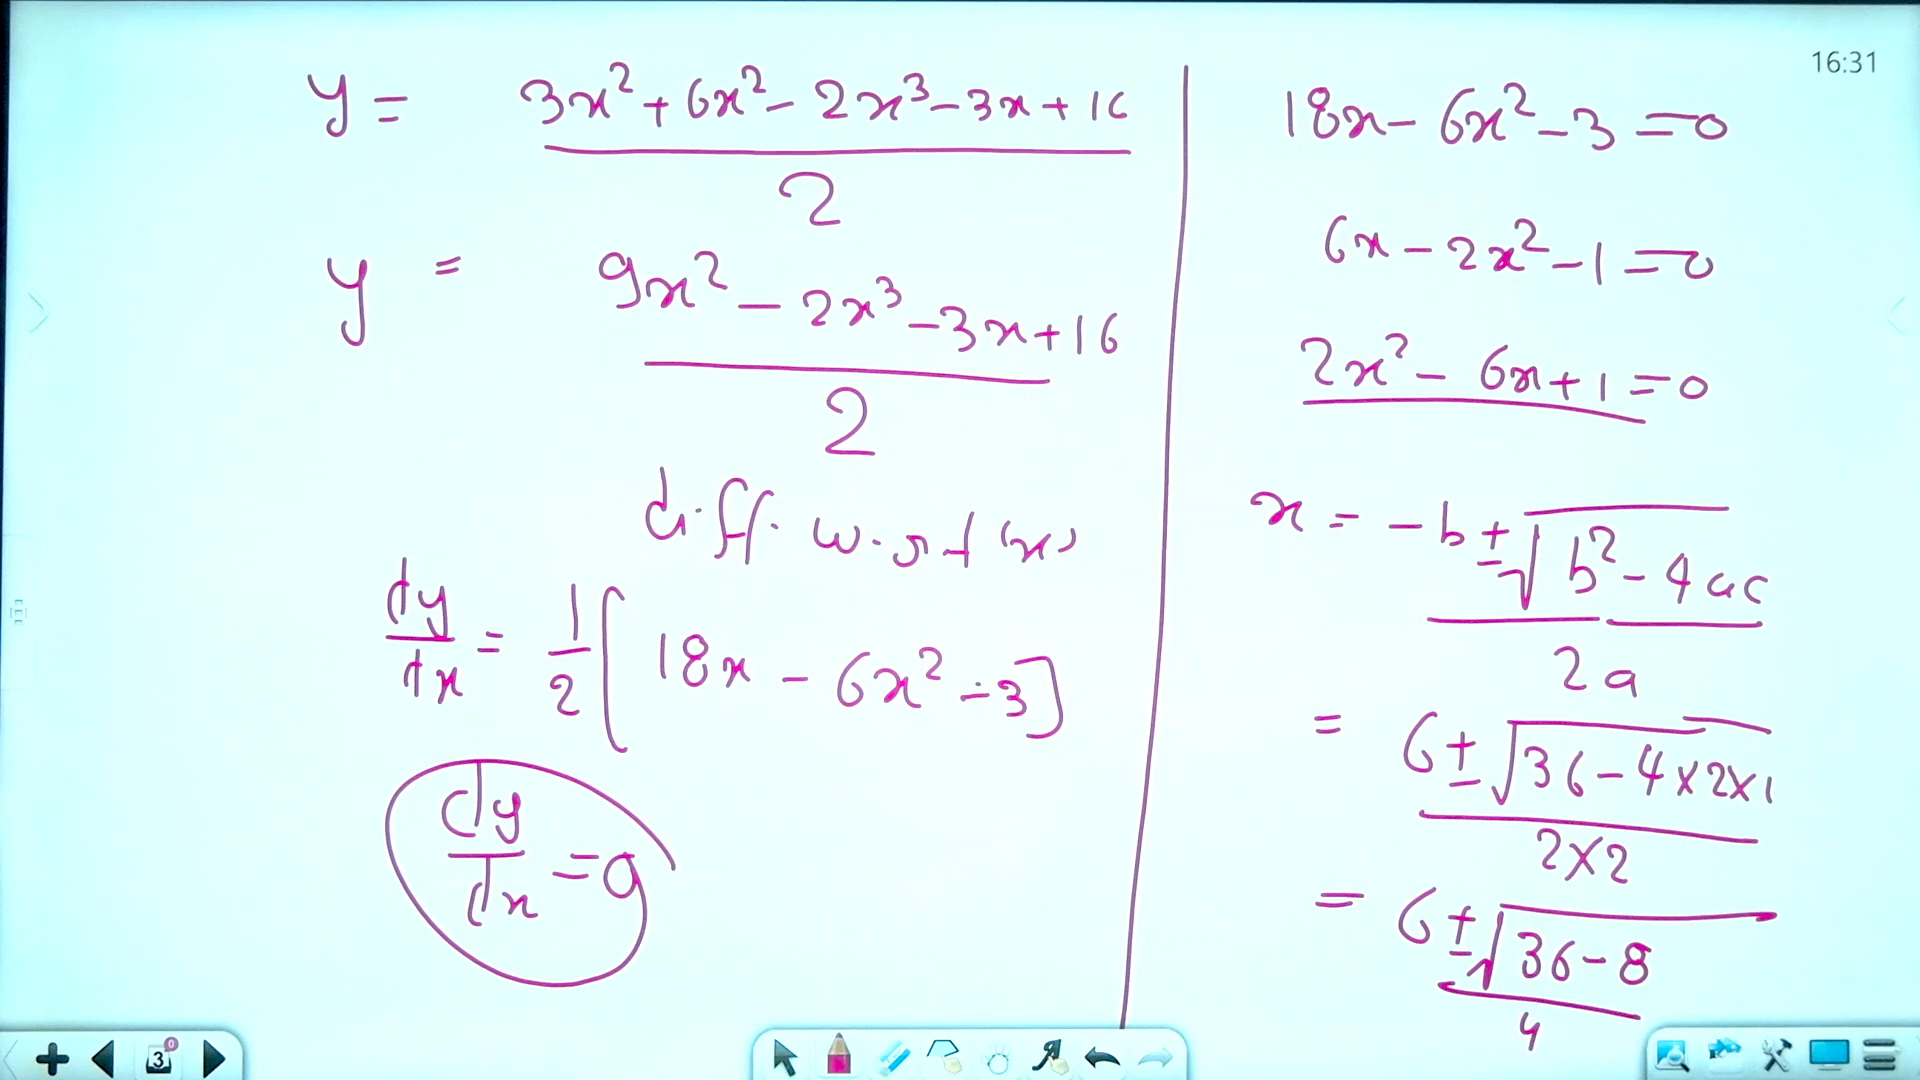 y = 3x² + 6x² - 2x³ - 3x + 16
2
y = 9x² - 2x³ - 3x + 16
2
diff. w.r.t (x)
dy/dx = 1/2 [18x - 6x² - 3]
dy/dx = 0
16:31
18x - 6x² - 3 = 0
6x - 2x² - 1 = 0
2x² - 6x + 1 = 0
x = -b ± √b² - 4ac
2a
= 6 ± √36 - 4×2×1
2×2
= 6 ± √36 - 8
4
3 0